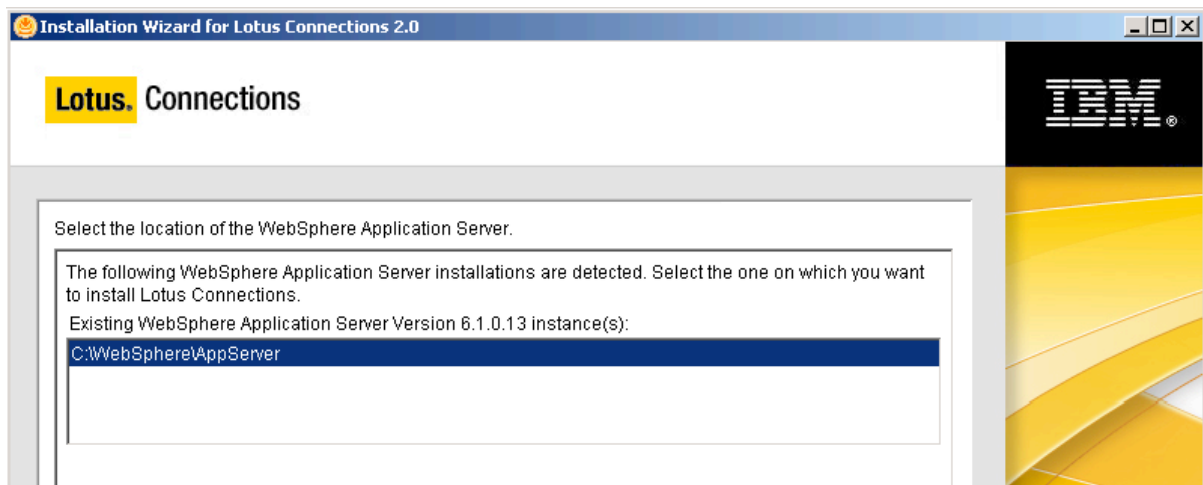 Installation Wizard for Lotus Connections 2.0
Lotus. Connections
IBM®
Select the location of the WebSphere Application Server.
The following WebSphere Application Server installations are detected. Select the one on which you want
to install Lotus Connections.
Existing WebSphere Application Server Version 6.1.0.13 instance(s):
C:\WebSphere\AppServer